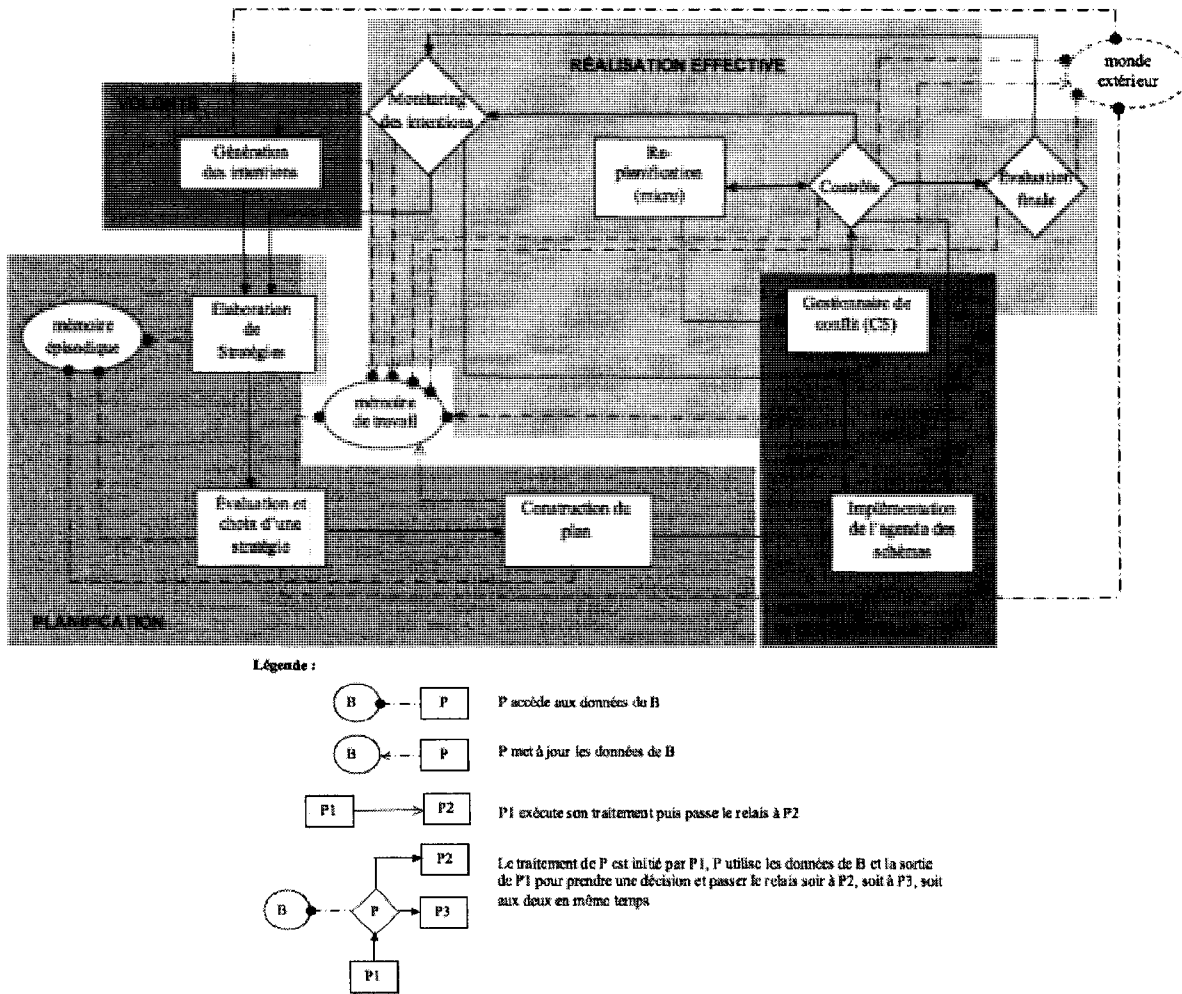 monde
extérieur
RÉALISATION EFFECTIVE
VOLONTÉ
Monitoring
des intentions
Génération
des intentions
Re-
planification
(micro)
Contrôle
Évaluation
finale
mémoire
épisodique
Élaboration
de
Stratégies
Gestionnaire de
conflit (CS)
mémoire
de travail
Évaluation et
choix d'une
stratégie
Construction du
plan
Implémentation
de l'agenda des
schémas
PLANIFICATION
Légende :
B P P accède aux données du B
B P P met à jour les données de B
P1 P2 P1 exécute son traitement puis passe le relais à P2
P2
Le traitement de P est initié par P1, P utilise les données de B et la sortie
de P1 pour prendre une décision et passer le relais soir à P2, soit à P3, soit
aux deux en même temps
B P P3
P1